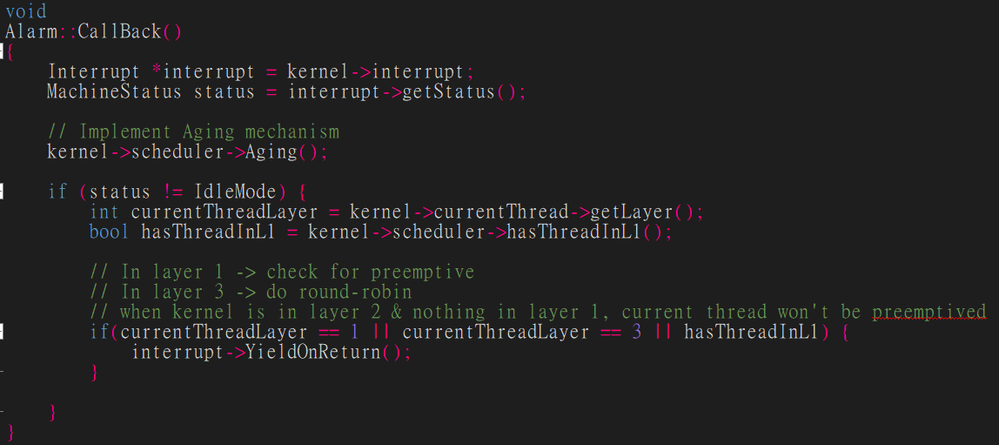 void
Alarm::CallBack()
{
    Interrupt *interrupt = kernel->interrupt;
    MachineStatus status = interrupt->getStatus();
    // Implement Aging mechanism
    kernel->scheduler->Aging();
    if (status != IdleMode) {
        int currentThreadLayer = kernel->currentThread->getLayer();
        bool hasThreadInL1 = kernel->scheduler->hasThreadInL1();
        // In layer 1 -> check for preemptive
        // In layer 3 -> do round-robin
        // when kernel is in layer 2 & nothing in layer 1, current thread won't be preemptived
        if(currentThreadLayer == 1 || currentThreadLayer == 3 || hasThreadInL1) {
            interrupt->YieldOnReturn();
        }
    }
}